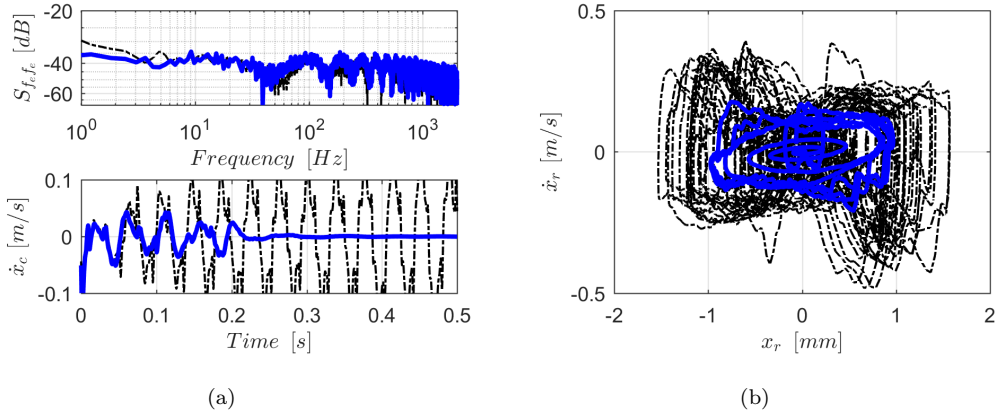 -20
-40
-60
S_{f_e f_e} [dB]
10^0 10^1 10^2 10^3
Frequency [Hz]
0.1
0
-0.1
ẋ_c [m/s]
0 0.1 0.2 0.3 0.4 0.5
Time [s]
(a)
0.5
0
-0.5
ẋ_r [m/s]
-2 -1 0 1 2
x_r [mm]
(b)